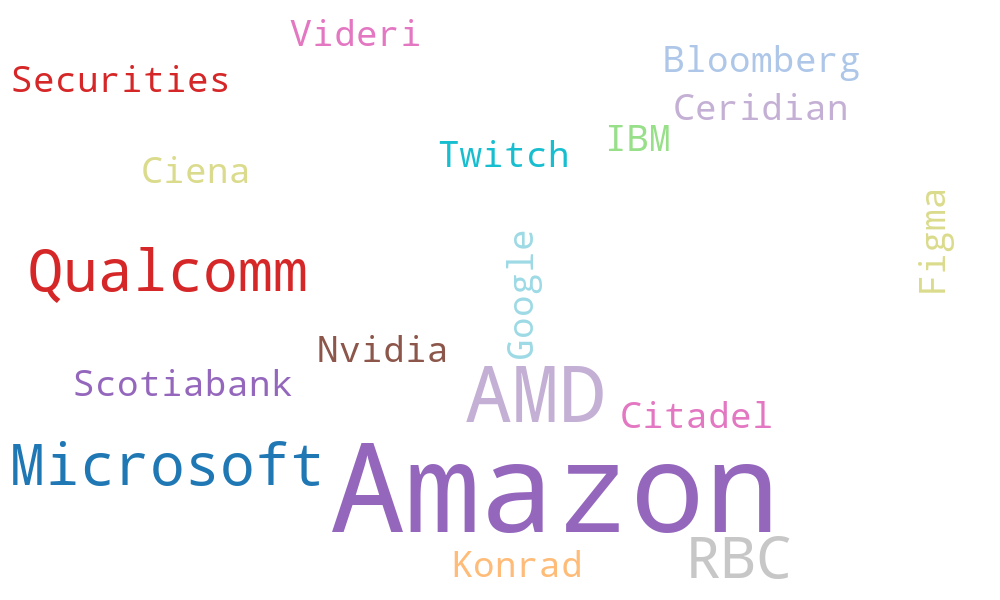 Videri
Bloomberg
Securities
Ceridian
IBM
Twitch
Ciena
Figma
Google
Qualcomm
Nvidia
Scotiabank
AMD
Citadel
Microsoft
Amazon
RBC
Konrad